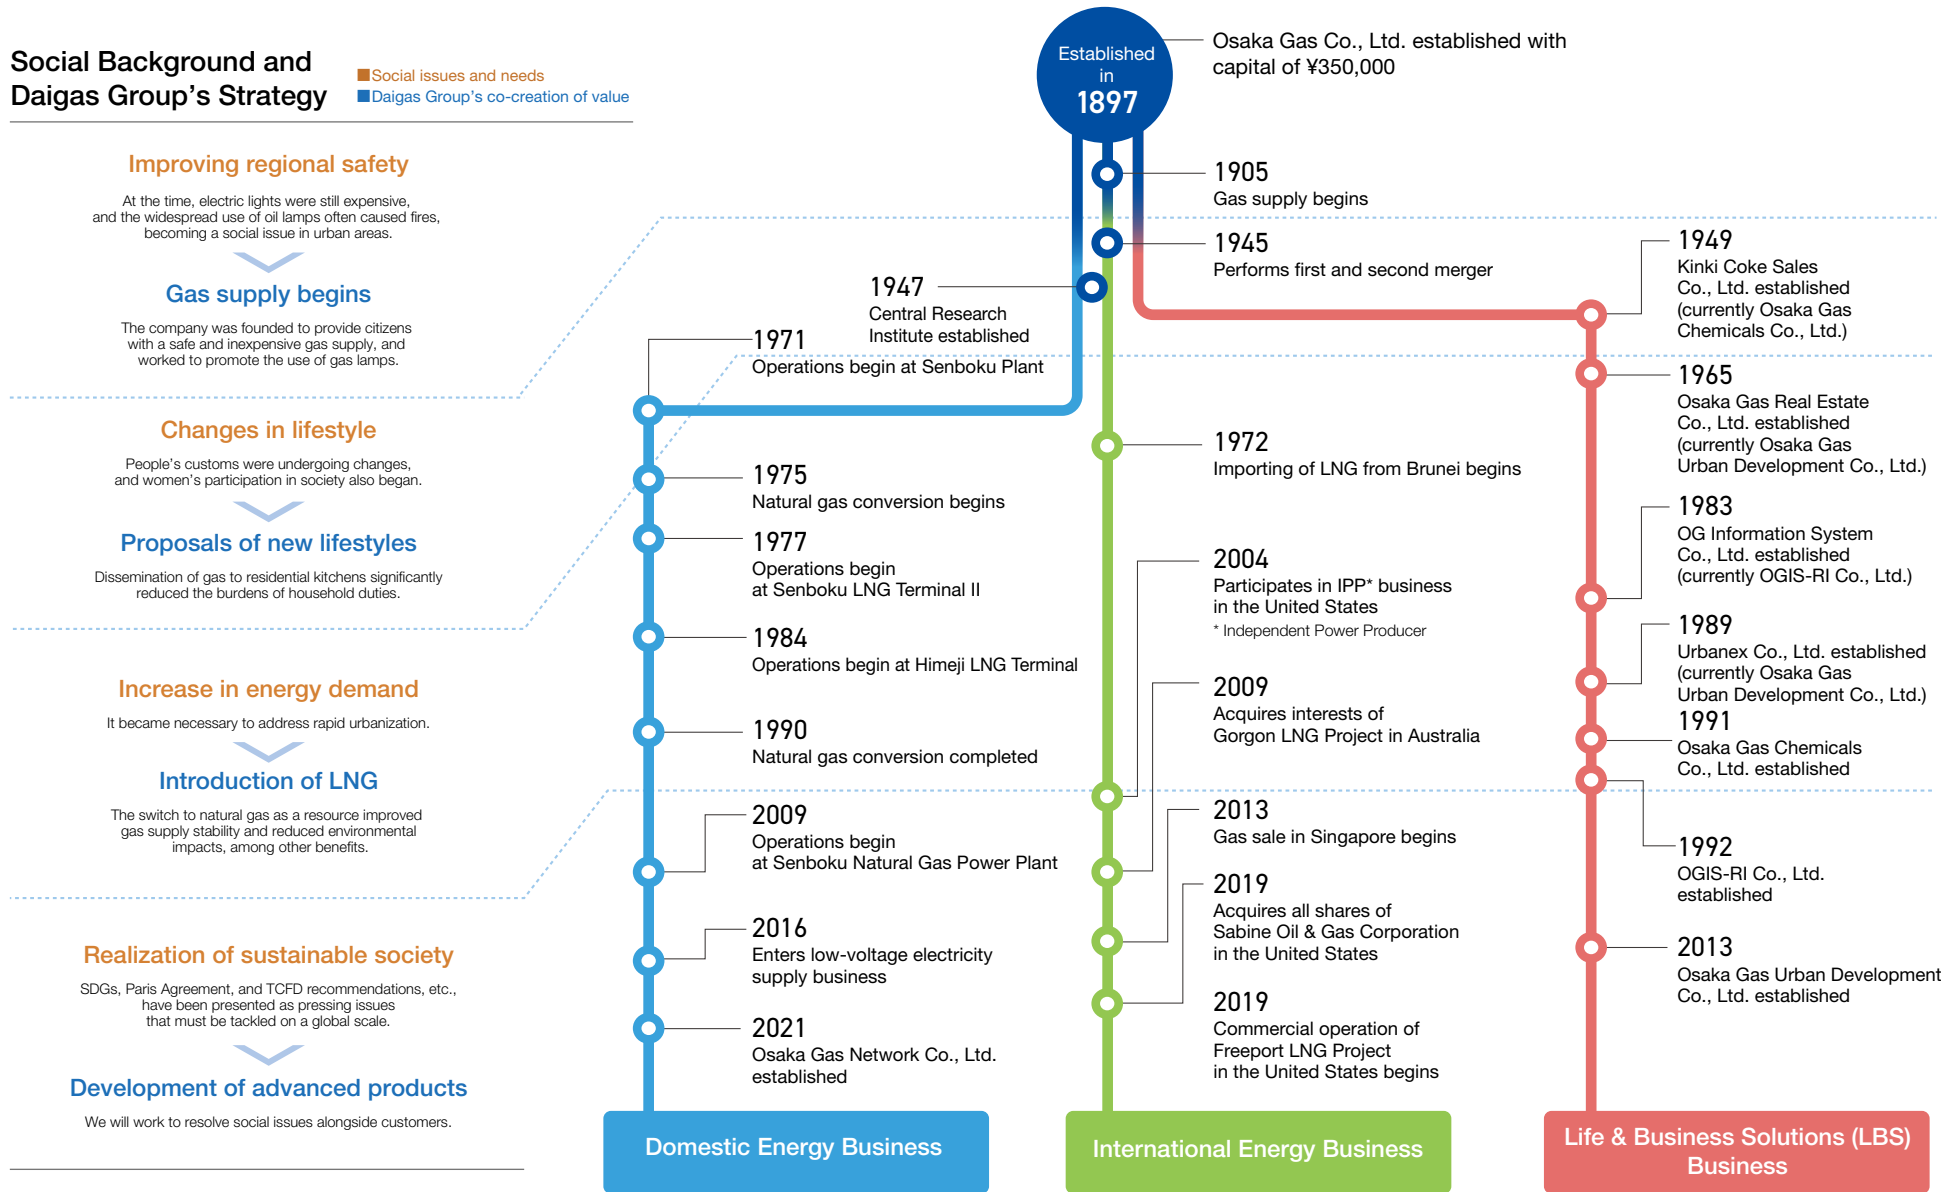 Social Background and
Daigas Group's Strategy
Social issues and needs
Daigas Group's co-creation of value
Improving regional safety
At the time, electric lights were still expensive,
and the widespread use of oil lamps often caused fires,
becoming a social issue in urban areas.
Gas supply begins
The company was founded to provide citizens
with a safe and inexpensive gas supply, and
worked to promote the use of gas lamps.
Changes in lifestyle
People's customs were undergoing changes,
and women's participation in society also began.
Proposals of new lifestyles
Dissemination of gas to residential kitchens significantly
reduced the burdens of household duties.
Increase in energy demand
It became necessary to address rapid urbanization.
Introduction of LNG
The switch to natural gas as a resource improved
gas supply stability and reduced environmental
impacts, among other benefits.
Realization of sustainable society
SDGs, Paris Agreement, and TCFD recommendations, etc.,
have been presented as pressing issues
that must be tackled on a global scale.
Development of advanced products
We will work to resolve social issues alongside customers.
Established
in
1897
Osaka Gas Co., Ltd. established with
capital of ¥350,000
1905
Gas supply begins
1945
Performs first and second merger
1947
Central Research
Institute established
1971
Operations begin at Senboku Plant
1975
Natural gas conversion begins
1977
Operations begin
at Senboku LNG Terminal II
1984
Operations begin at Himeji LNG Terminal
1990
Natural gas conversion completed
2009
Operations begin
at Senboku Natural Gas Power Plant
2016
Enters low-voltage electricity
supply business
2021
Osaka Gas Network Co., Ltd.
established
Domestic Energy Business
1972
Importing of LNG from Brunei begins
2004
Participates in IPP* business
in the United States
* Independent Power Producer
2009
Acquires interests of
Gorgon LNG Project in Australia
2013
Gas sale in Singapore begins
2019
Acquires all shares of
Sabine Oil & Gas Corporation
in the United States
2019
Commercial operation of
Freeport LNG Project
in the United States begins
International Energy Business
1949
Kinki Coke Sales
Co., Ltd. established
(currently Osaka Gas
Chemicals Co., Ltd.)
1965
Osaka Gas Real Estate
Co., Ltd. established
(currently Osaka Gas
Urban Development Co., Ltd.)
1983
OG Information System
Co., Ltd. established
(currently OGIS-RI Co., Ltd.)
1989
Urbanex Co., Ltd. established
(currently Osaka Gas
Urban Development Co., Ltd.)
1991
Osaka Gas Chemicals
Co., Ltd. established
1992
OGIS-RI Co., Ltd.
established
2013
Osaka Gas Urban Development
Co., Ltd. established
Life & Business Solutions (LBS)
Business